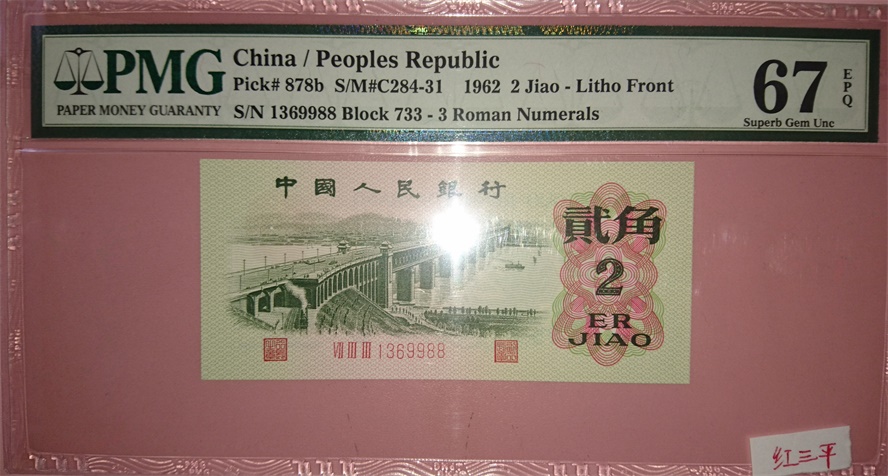 PMG
PAPER MONEY GUARANTY
China / Peoples Republic
Pick# 878b S/M#C284-31 1962 2 Jiao - Litho Front
S/N 1369988 Block 733 - 3 Roman Numerals
67
EPQ
Superb Gem Unc
中國人民銀行
貳角
2
ER
JIAO
Ⅶ Ⅲ Ⅲ 1369988
红三平